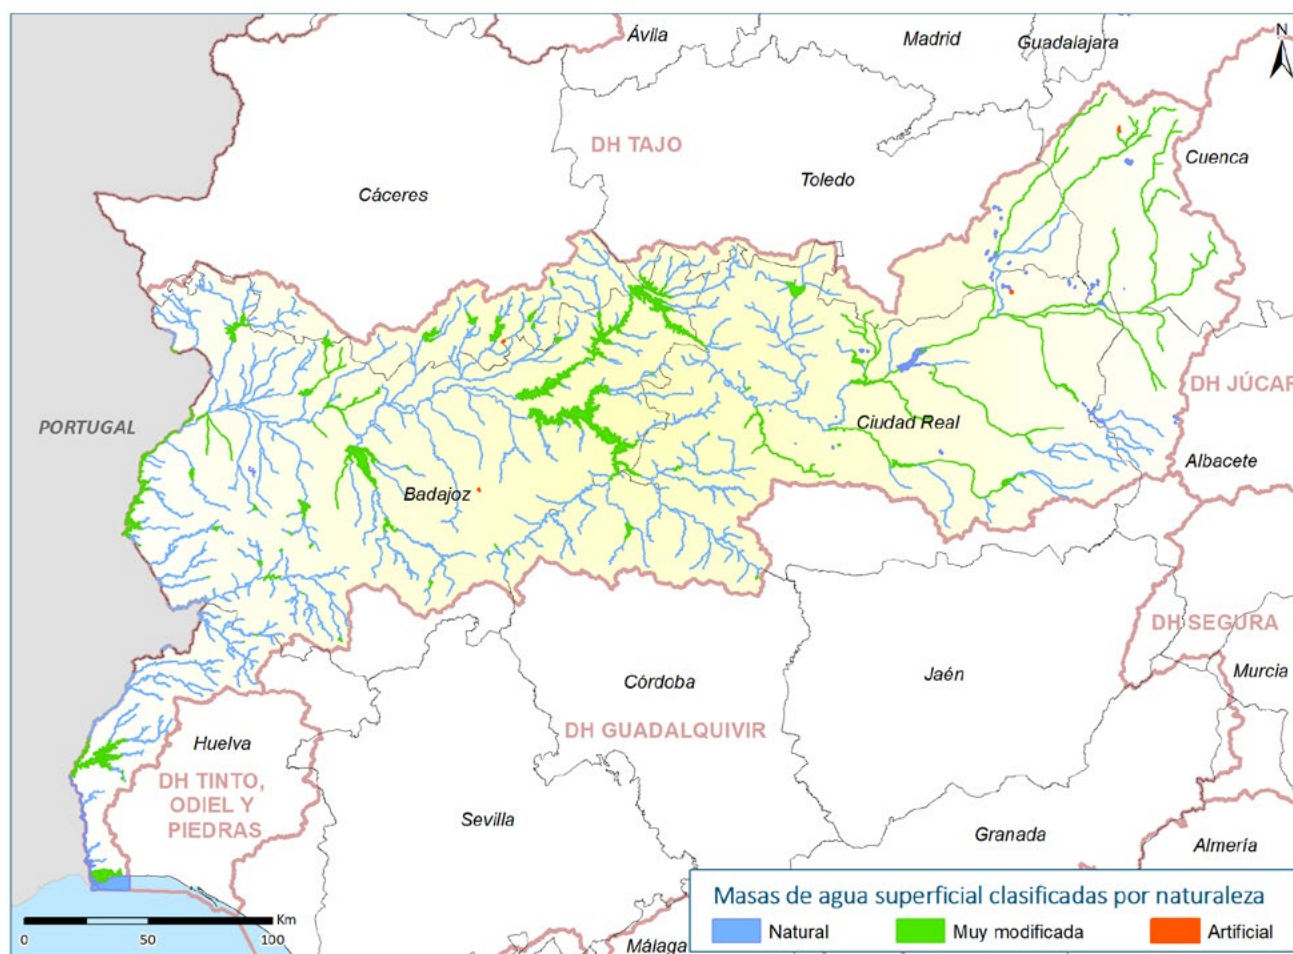 Ávila
Madrid
Guadalajara
N
DH TAJO
Cuenca
Cáceres
Toledo
DH JÚCAR
PORTUGAL
Ciudad Real
Albacete
Badajoz
DH SEGURA
Murcia
Córdoba
Jaén
Huelva
DH GUADALQUIVIR
DH TINTO,
ODIEL Y
PIEDRAS
Sevilla
Granada
Almería
Málaga
Km
0 50 100
Masas de agua superficial clasificadas por naturaleza
Natural Muy modificada Artificial